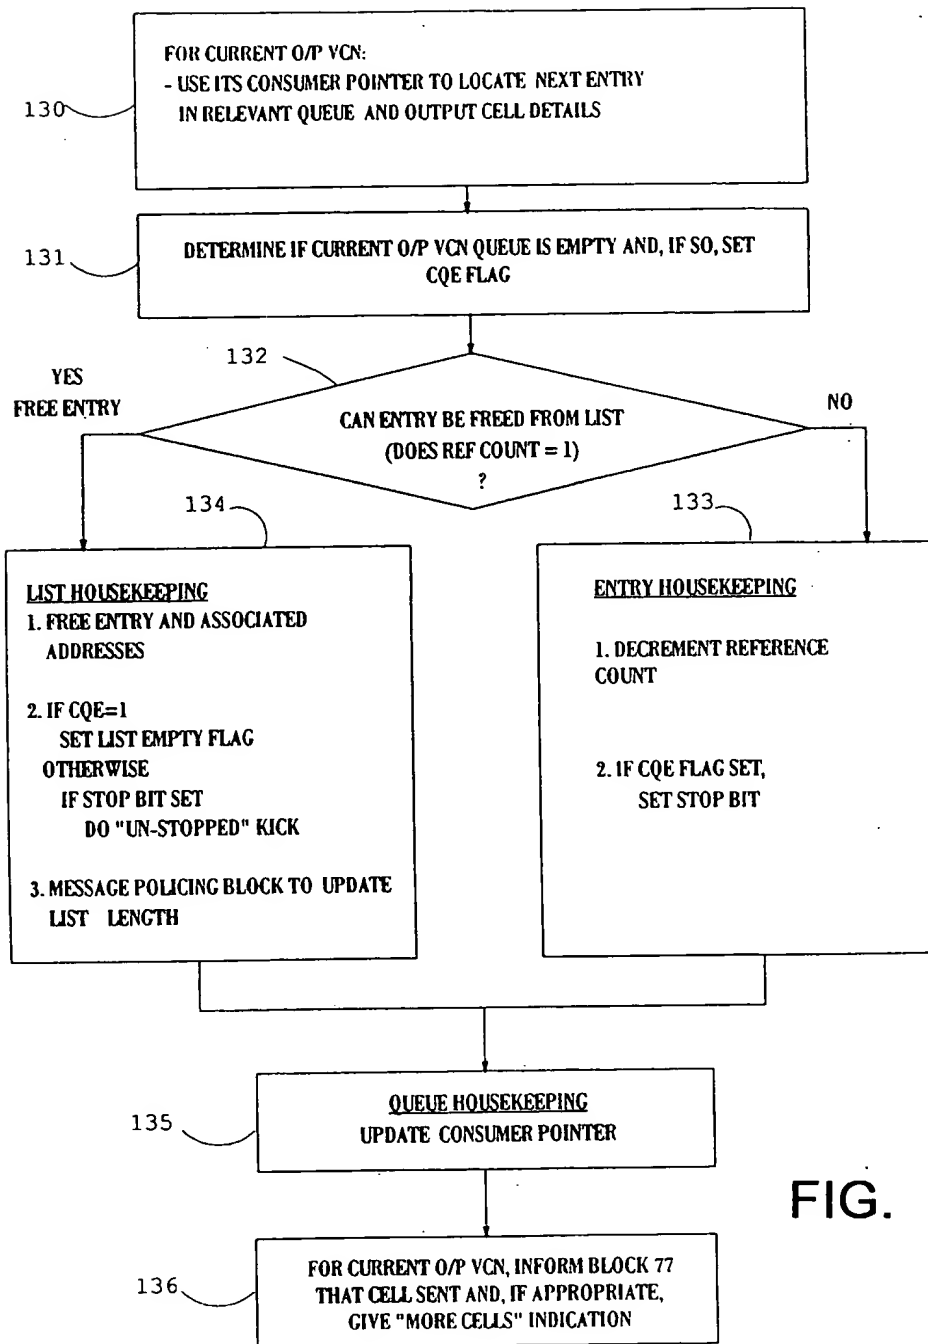 FOR CURRENT O/P VCN:
- USE ITS CONSUMER POINTER TO LOCATE NEXT ENTRY
IN RELEVANT QUEUE AND OUTPUT CELL DETAILS
130
DETERMINE IF CURRENT O/P VCN QUEUE IS EMPTY AND, IF SO, SET
CQE FLAG
131
132
YES
FREE ENTRY
CAN ENTRY BE FREED FROM LIST
(DOES REF COUNT = 1)
?
NO
134
LIST HOUSEKEEPING
1. FREE ENTRY AND ASSOCIATED
ADDRESSES
2. IF CQE=1
SET LIST EMPTY FLAG
OTHERWISE
IF STOP BIT SET
DO "UN-STOPPED" KICK
3. MESSAGE POLICING BLOCK TO UPDATE
LIST LENGTH
133
ENTRY HOUSEKEEPING
1. DECREMENT REFERENCE
COUNT
2. IF CQE FLAG SET,
SET STOP BIT
QUEUE HOUSEKEEPING
UPDATE CONSUMER POINTER
135
FIG.
FOR CURRENT O/P VCN, INFORM BLOCK 77
THAT CELL SENT AND, IF APPROPRIATE,
GIVE "MORE CELLS" INDICATION
136